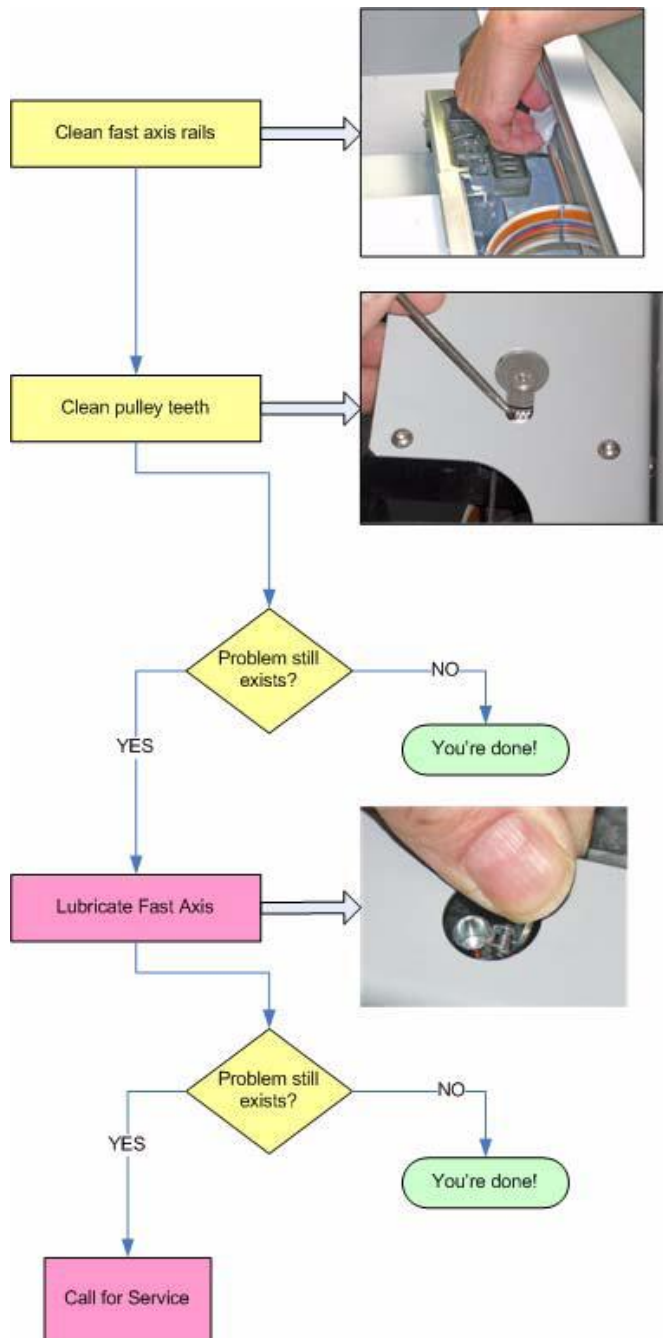 Clean fast axis rails
Clean pulley teeth
Problem still
exists?
NO
You're done!
YES
Lubricate Fast Axis
Problem still
exists?
NO
YES
You're done!
Call for Service